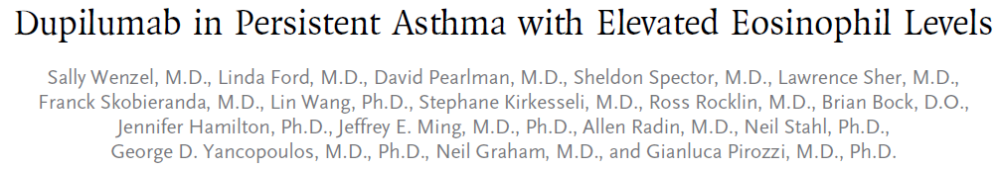 Dupilumab in Persistent Asthma with Elevated Eosinophil Levels
Sally Wenzel, M.D., Linda Ford, M.D., David Pearlman, M.D., Sheldon Spector, M.D., Lawrence Sher, M.D.,
Franck Skobieranda, M.D., Lin Wang, Ph.D., Stephane Kirkesseli, M.D., Ross Rocklin, M.D., Brian Bock, D.O.,
Jennifer Hamilton, Ph.D., Jeffrey E. Ming, M.D., Ph.D., Allen Radin, M.D., Neil Stahl, Ph.D.,
George D. Yancopoulos, M.D., Ph.D., Neil Graham, M.D., and Gianluca Pirozzi, M.D., Ph.D.